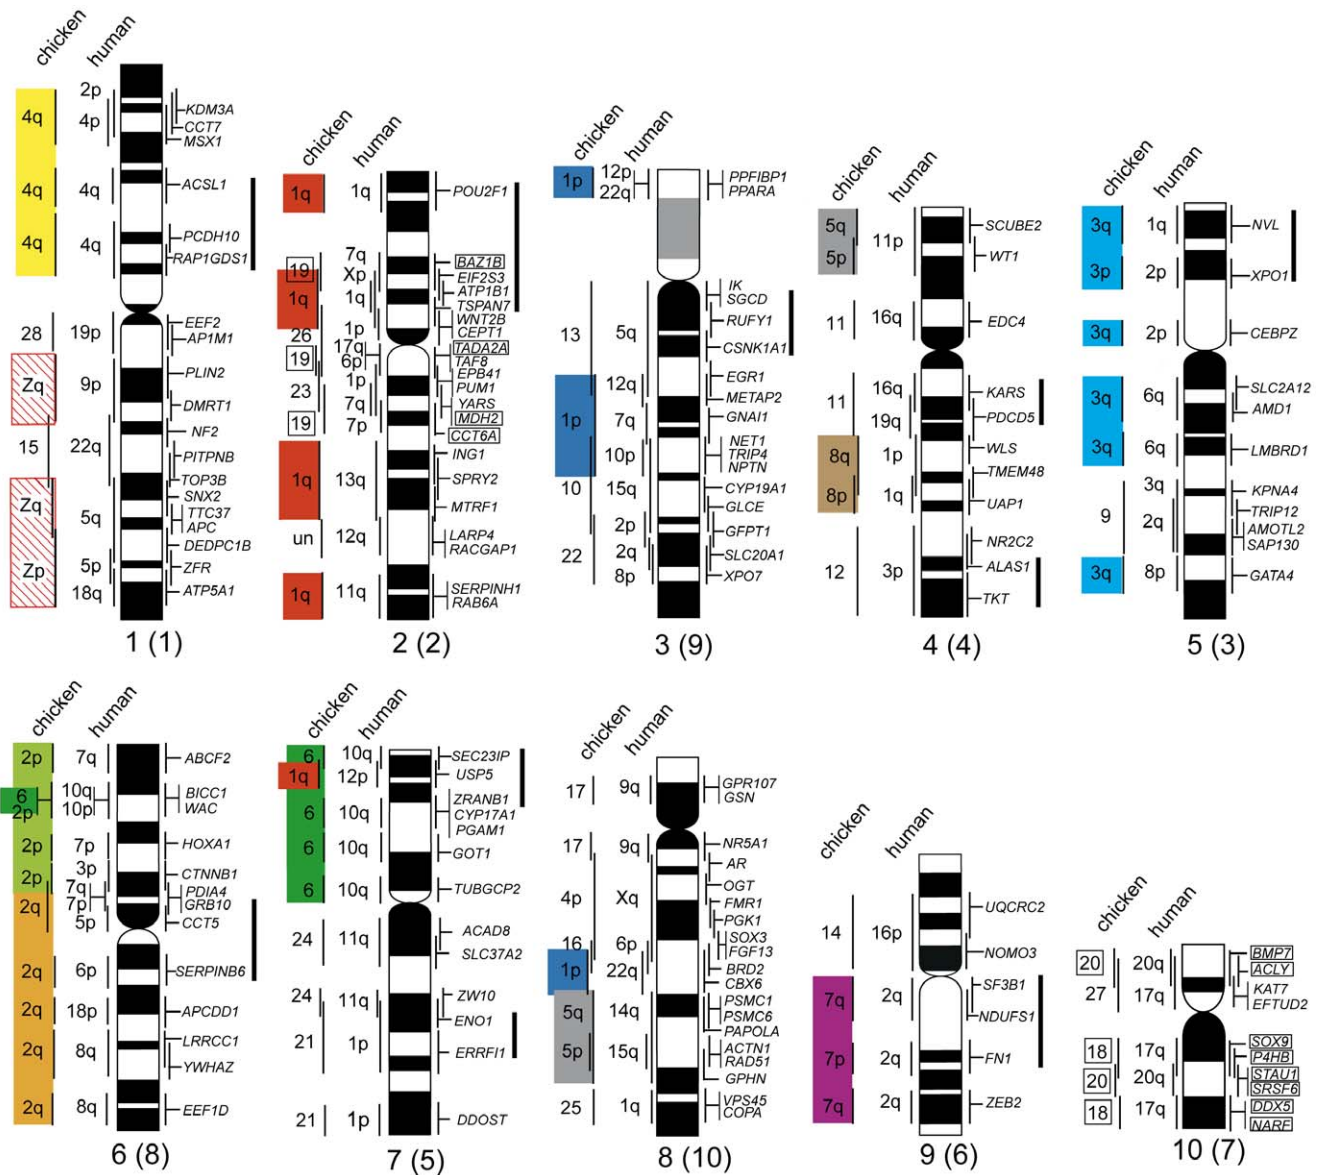 chicken
human
4q
4q
4q
28
Zq
15
Zq
Zp
2p
4p
4q
4q
19p
9p
22q
5q
5p
18q
KDM3A
CCT7
MSX1
ACSL1
PCDH10
RAP1GDS1
EEF2
AP1M1
PLIN2
DMRT1
NF2
PITPNB
TOP3B
SNX2
TTC37
APC
DEDPC1B
ZFR
ATP5A1
1 (1)
chicken
human
1q
19
1q
26
19
23
19
1q
un
1q
1q
7q
Xp
1q
1p
17q
6p
1p
7q
7p
13q
12q
11q
POU2F1
BAZ1B
EIF2S3
ATP1B1
TSPAN7
WNT2B
CEPT1
TADA2A
TAF8
EPB41
PUM1
YARS
MDH2
CCT6A
ING1
SPRY2
MTRF1
LARP4
RACGAP1
SERPINH1
RAB6A
2 (2)
chicken
human
1p
13
1p
10
22
12p
22q
5q
12q
7q
10p
15q
2p
2q
8p
PPFIBP1
PPARA
IK
SGCD
RUFY1
CSNK1A1
EGR1
METAP2
GNAI1
NET1
TRIP4
NPTN
CYP19A1
GLCE
GFPT1
SLC20A1
XPO7
3 (9)
chicken
human
5q
5p
11
11
8q
8p
12
11p
16q
16q
19q
1p
1q
3p
SCUBE2
WT1
EDC4
KARS
PDCD5
WLS
TMEM48
UAP1
NR2C2
ALAS1
TKT
4 (4)
chicken
human
3q
3p
3q
3q
3q
9
3q
1q
2p
2p
6q
6q
3q
2q
8p
NVL
XPO1
CEBPZ
SLC2A12
AMD1
LMBRD1
KPNA4
TRIP12
AMOTL2
SAP130
GATA4
5 (3)
chicken
human
2p
6
2p
2p
2p
2q
2q
2q
2q
2q
7q
10q
10p
7p
3p
7q
7p
5p
6p
18p
8q
8q
ABCF2
BICC1
WAC
HOXA1
CTNNB1
PDIA4
GRB10
CCT5
SERPINB6
APCDD1
LRRCC1
YWHAZ
EEF1D
6 (8)
chicken
human
6
1q
6
6
6
24
24
21
21
10q
12p
10q
10q
10q
11q
11q
1p
1p
SEC23IP
USP5
ZRANB1
CYP17A1
PGAM1
GOT1
TUBGCP2
ACAD8
SLC37A2
ZW10
ENO1
ERRFI1
DDOST
7 (5)
chicken
human
17
17
4p
16
1p
5q
5p
25
9q
9q
Xq
6p
22q
14q
15q
1q
GPR107
GSN
NR5A1
AR
OGT
FMR1
PGK1
SOX3
FGF13
BRD2
CBX6
PSMC1
PSMC6
PAPOLA
ACTN1
RAD51
GPHN
VPS45
COPA
8 (10)
chicken
human
14
7q
7p
7q
16p
2q
2q
2q
UQCRC2
NOMO3
SF3B1
NDUFS1
FN1
ZEB2
9 (6)
chicken
human
20
27
18
20
18
20q
17q
17q
20q
17q
BMP7
ACLY
KAT7
EFTUD2
SOX9
P4HB
STAU1
SRSF6
DDX5
NARF
10 (7)